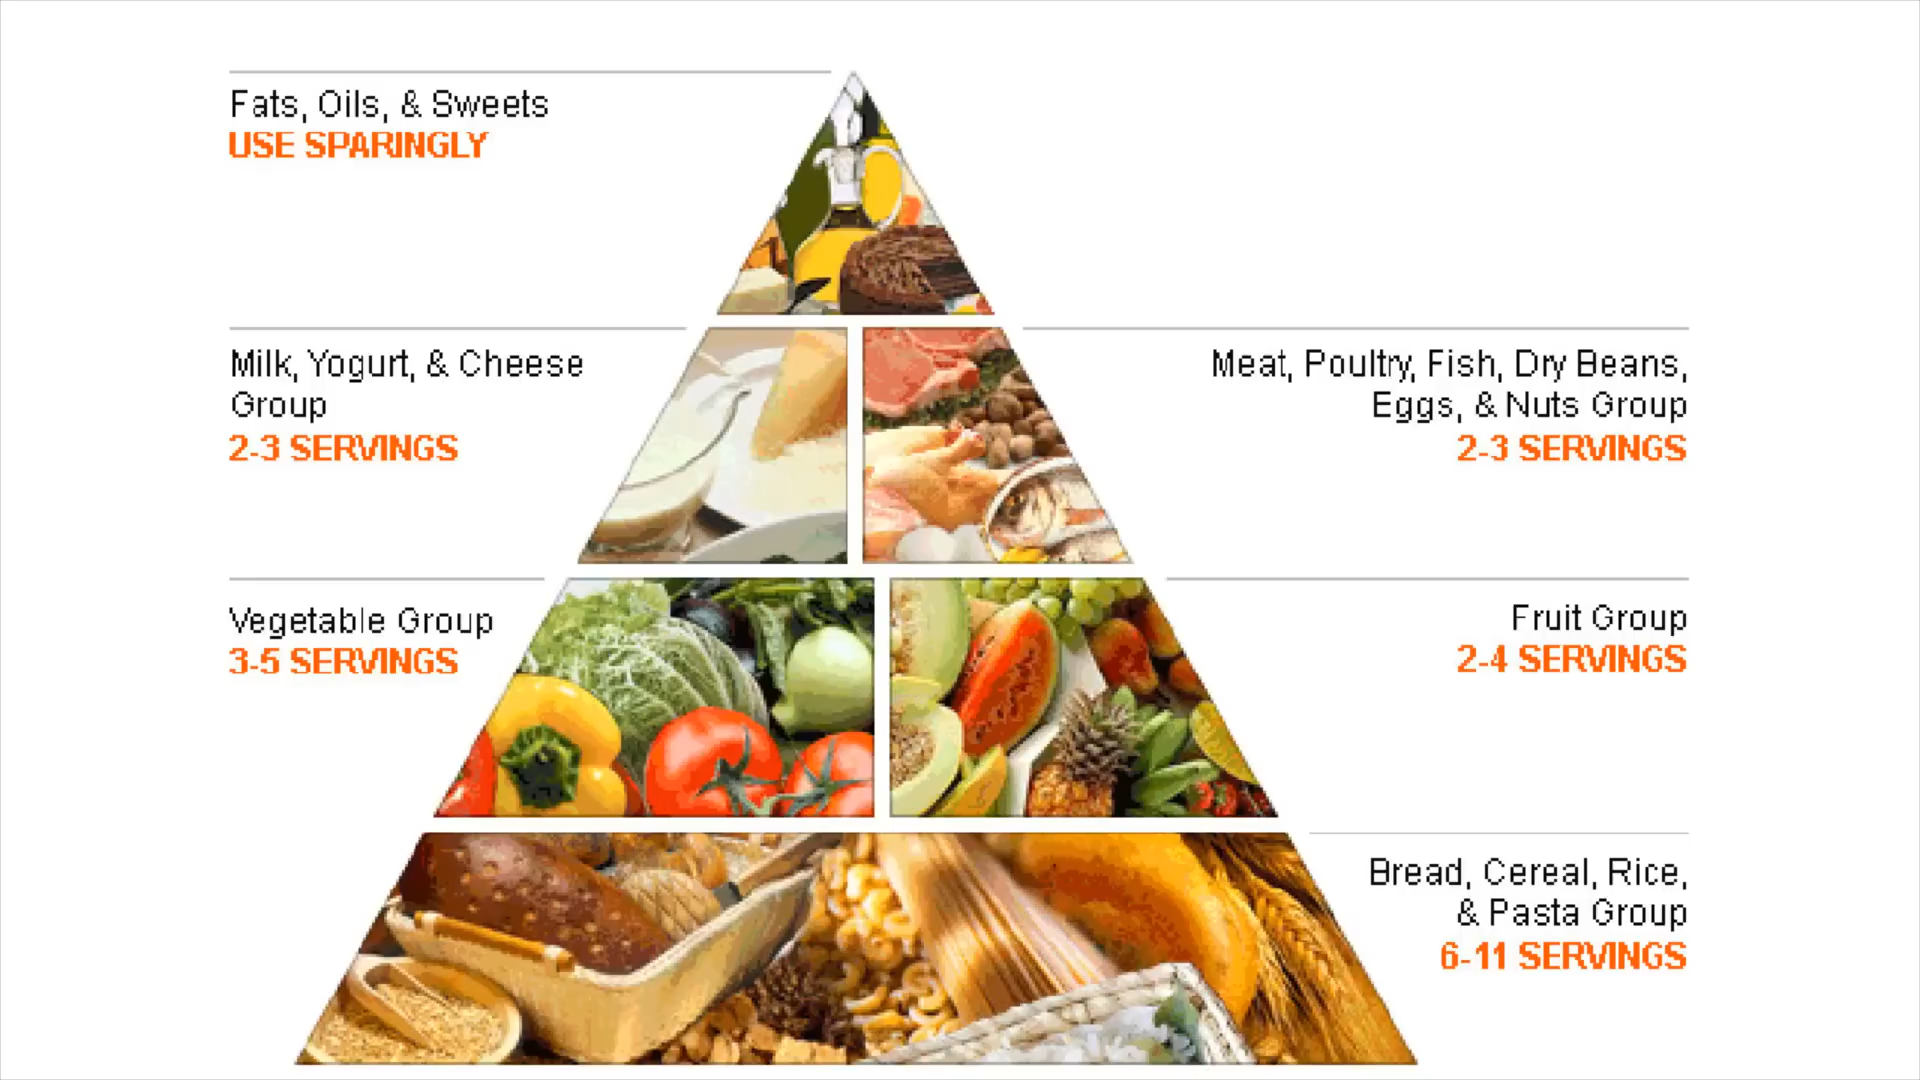 Fats, Oils, & Sweets
USE SPARINGLY
Milk, Yogurt, & Cheese
Group
2-3 SERVINGS
Meat, Poultry, Fish, Dry Beans,
Eggs, & Nuts Group
2-3 SERVINGS
Vegetable Group
3-5 SERVINGS
Fruit Group
2-4 SERVINGS
Bread, Cereal, Rice,
& Pasta Group
6-11 SERVINGS